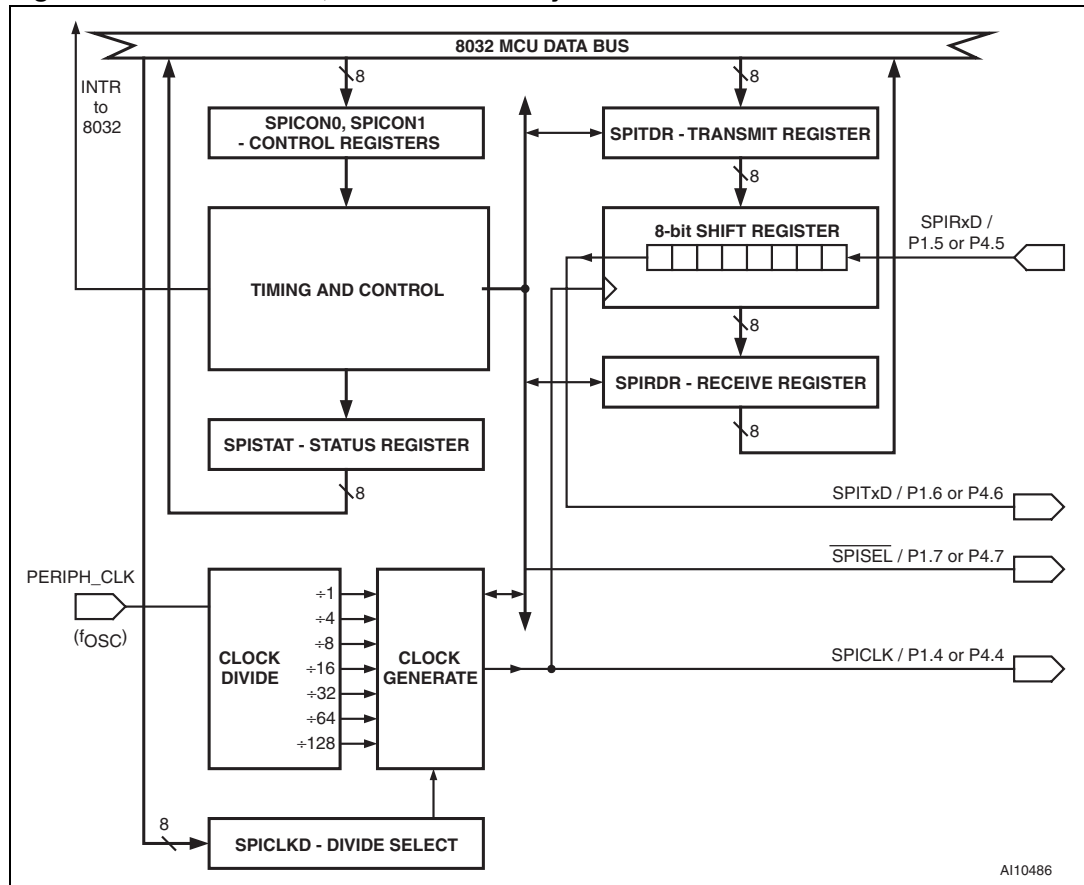 8032 MCU DATA BUS
INTR
to
8032
8
SPICON0, SPICON1
- CONTROL REGISTERS
8
SPITDR - TRANSMIT REGISTER
8
TIMING AND CONTROL
8-bit SHIFT REGISTER
SPIRxD /
P1.5 or P4.5
8
SPIRDR - RECEIVE REGISTER
8
SPISTAT - STATUS REGISTER
8
SPITxD / P1.6 or P4.6
SPISEL / P1.7 or P4.7
SPICLK / P1.4 or P4.4
PERIPH_CLK
(fOSC)
CLOCK
DIVIDE
÷1
÷4
÷8
÷16
÷32
÷64
÷128
CLOCK
GENERATE
8
SPICLKD - DIVIDE SELECT
AI10486